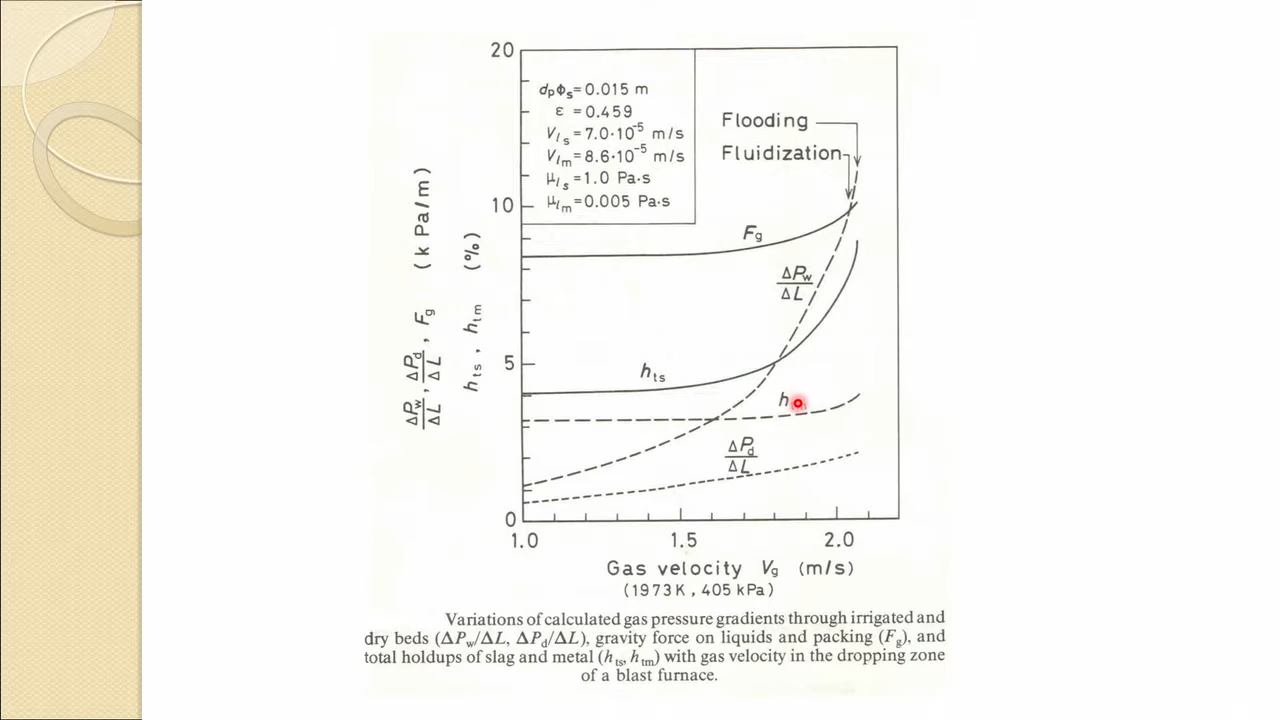 20
10
5
0
dpΦs=0.015 m
ε =0.459
Vls=7.0·10⁻⁵ m/s
Vlm=8.6·10⁻⁵ m/s
μls=1.0 Pa·s
μlm=0.005 Pa·s
Flooding
Fluidization
Fg
ΔPw
ΔL
hts
h
ΔPd
ΔL
ΔPw/ΔL, ΔPd/ΔL, Fg (k Pa/m)
hts, htm (%)
1.0 1.5 2.0
Gas velocity Vg (m/s)
(1973K, 405 kPa)
Variations of calculated gas pressure gradients through irrigated and
dry beds (ΔPw/ΔL, ΔPd/ΔL), gravity force on liquids and packing (Fg), and
total holdups of slag and metal (hts, htm) with gas velocity in the dropping zone
of a blast furnace.